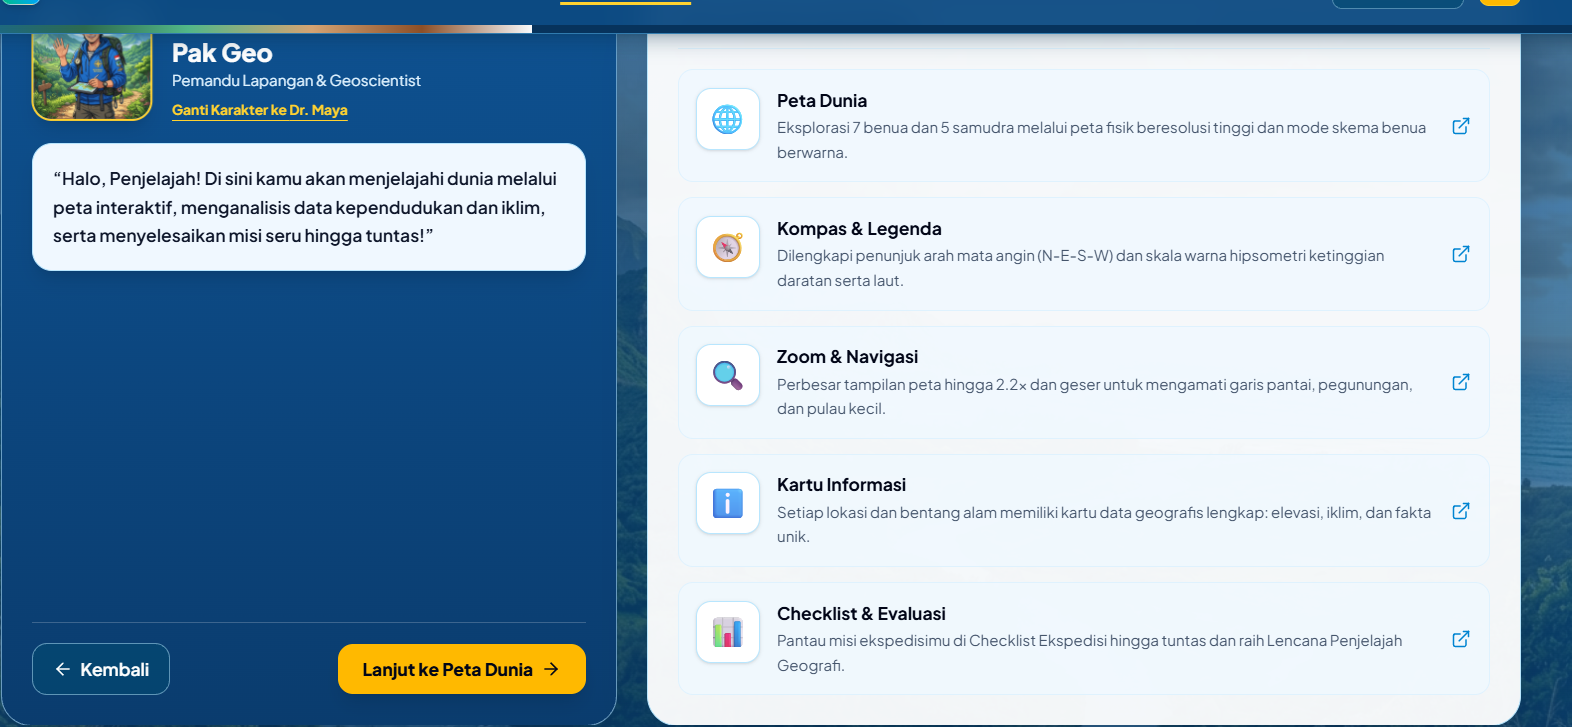 Pak Geo
Pemandu Lapangan & Geoscientist
Ganti Karakter ke Dr. Maya
“Halo, Penjelajah! Di sini kamu akan menjelajahi dunia melalui
peta interaktif, menganalisis data kependudukan dan iklim,
serta menyelesaikan misi seru hingga tuntas!”
← Kembali
Lanjut ke Peta Dunia →
Peta Dunia
Eksplorasi 7 benua dan 5 samudra melalui peta fisik beresolusi tinggi dan mode skema benua
berwarna.
Kompas & Legenda
Dilengkapi penunjuk arah mata angin (N-E-S-W) dan skala warna hipsometri ketinggian
daratan serta laut.
Zoom & Navigasi
Perbesar tampilan peta hingga 2.2× dan geser untuk mengamati garis pantai, pegunungan,
dan pulau kecil.
Kartu Informasi
Setiap lokasi dan bentang alam memiliki kartu data geografis lengkap: elevasi, iklim, dan fakta
unik.
Checklist & Evaluasi
Pantau misi ekspedisimu di Checklist Ekspedisi hingga tuntas dan raih Lencana Penjelajah
Geografi.